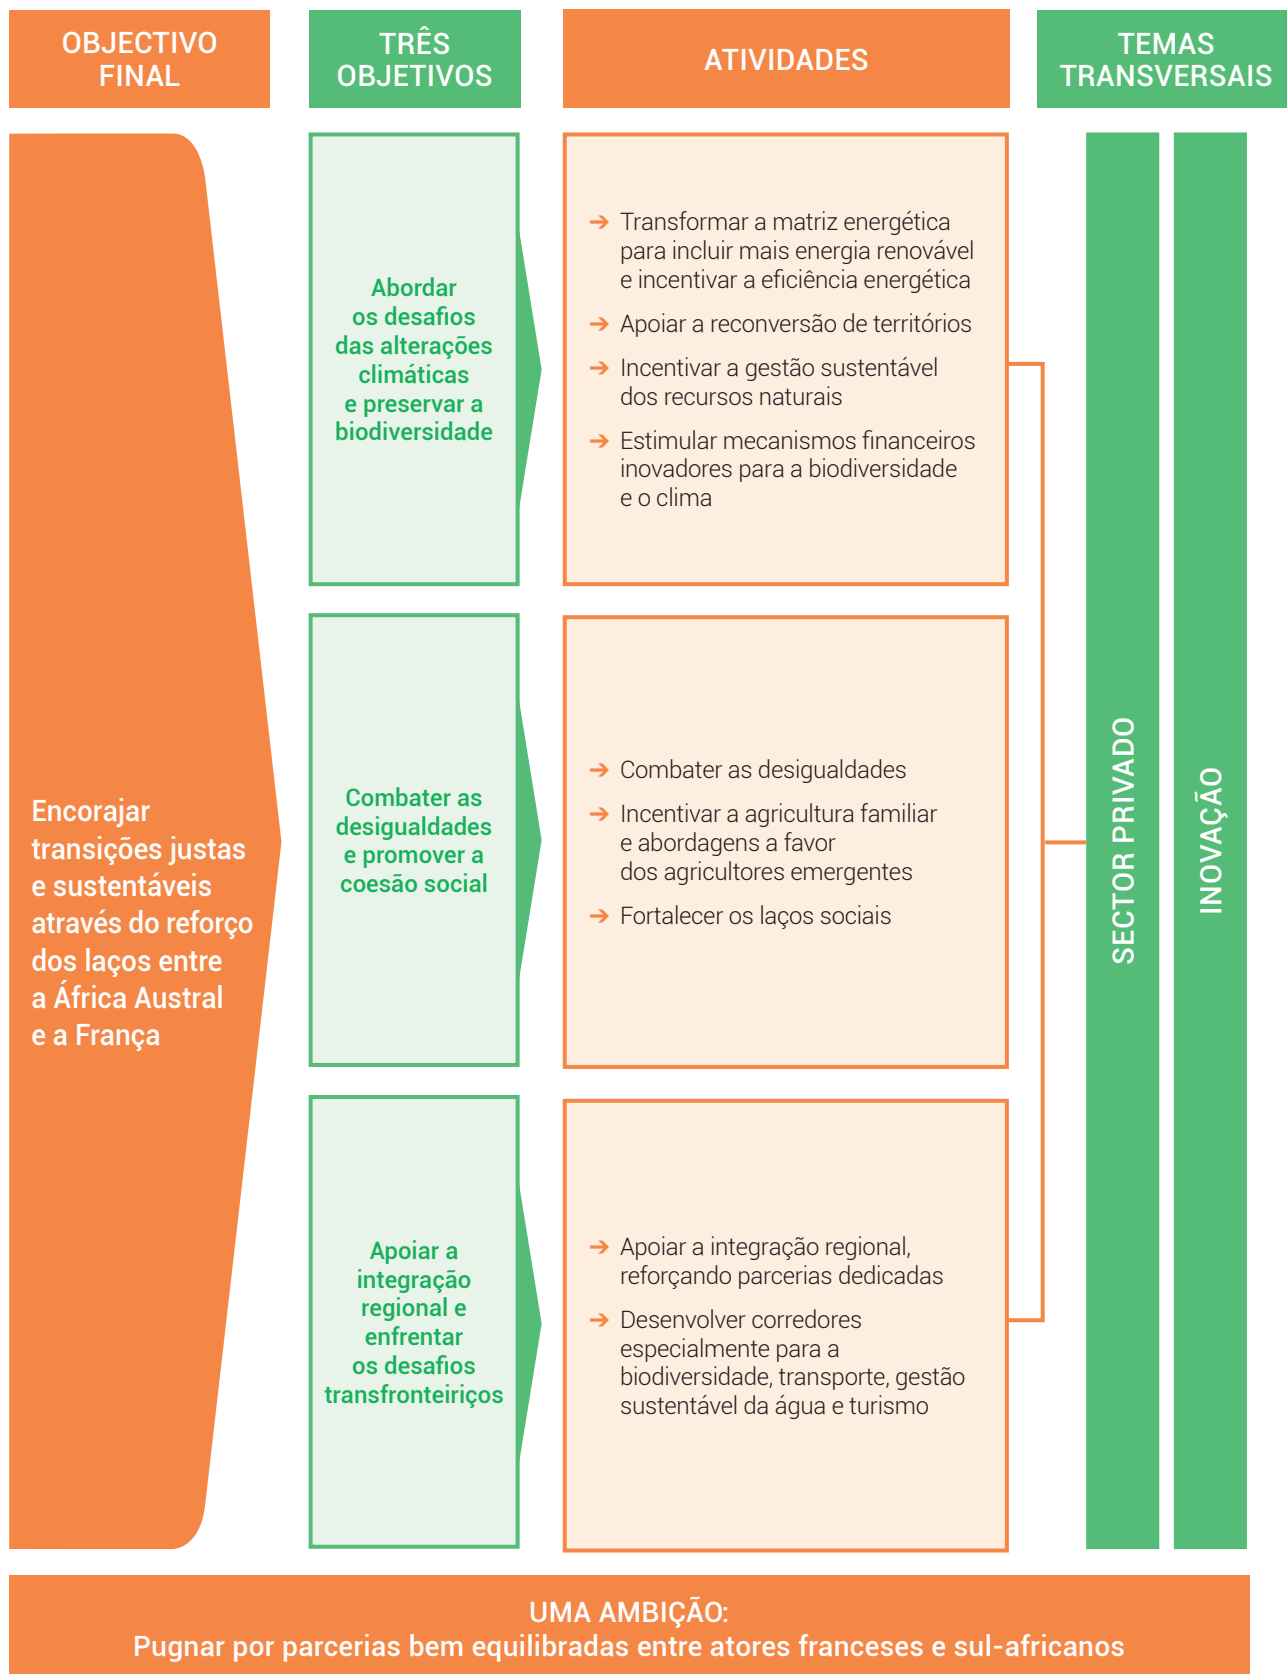 OBJECTIVO
FINAL
TRÊS
OBJETIVOS
ATIVIDADES
TEMAS
TRANSVERSAIS
Encorajar
transições justas
e sustentáveis
através do reforço
dos laços entre
a África Austral
e a França
Abordar
os desafios
das alterações
climáticas
e preservar a
biodiversidade
➔ Transformar a matriz energética
para incluir mais energia renovável
e incentivar a eficiência energética
➔ Apoiar a reconversão de territórios
➔ Incentivar a gestão sustentável
dos recursos naturais
➔ Estimular mecanismos financeiros
inovadores para a biodiversidade
e o clima
Combater as
desigualdades
e promover a
coesão social
➔ Combater as desigualdades
➔ Incentivar a agricultura familiar
e abordagens a favor
dos agricultores emergentes
➔ Fortalecer os laços sociais
Apoiar a
integração
regional e
enfrentar
os desafios
transfronteiriços
➔ Apoiar a integração regional,
reforçando parcerias dedicadas
➔ Desenvolver corredores
especialmente para a
biodiversidade, transporte, gestão
sustentável da água e turismo
SECTOR PRIVADO
INOVAÇÃO
UMA AMBIÇÃO:
Pugnar por parcerias bem equilibradas entre atores franceses e sul-africanos